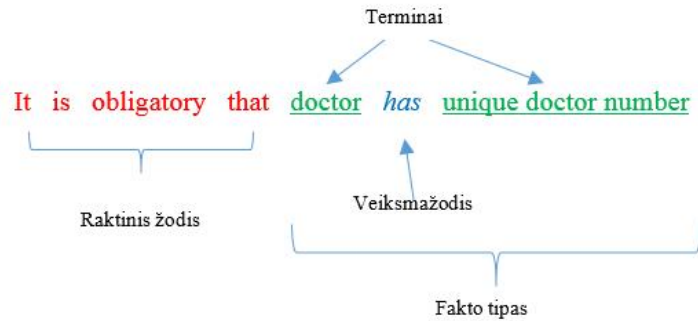 Terminai
It is obligatory that doctor has unique doctor number
Raktinis žodis
Veiksmažodis
Fakto tipas